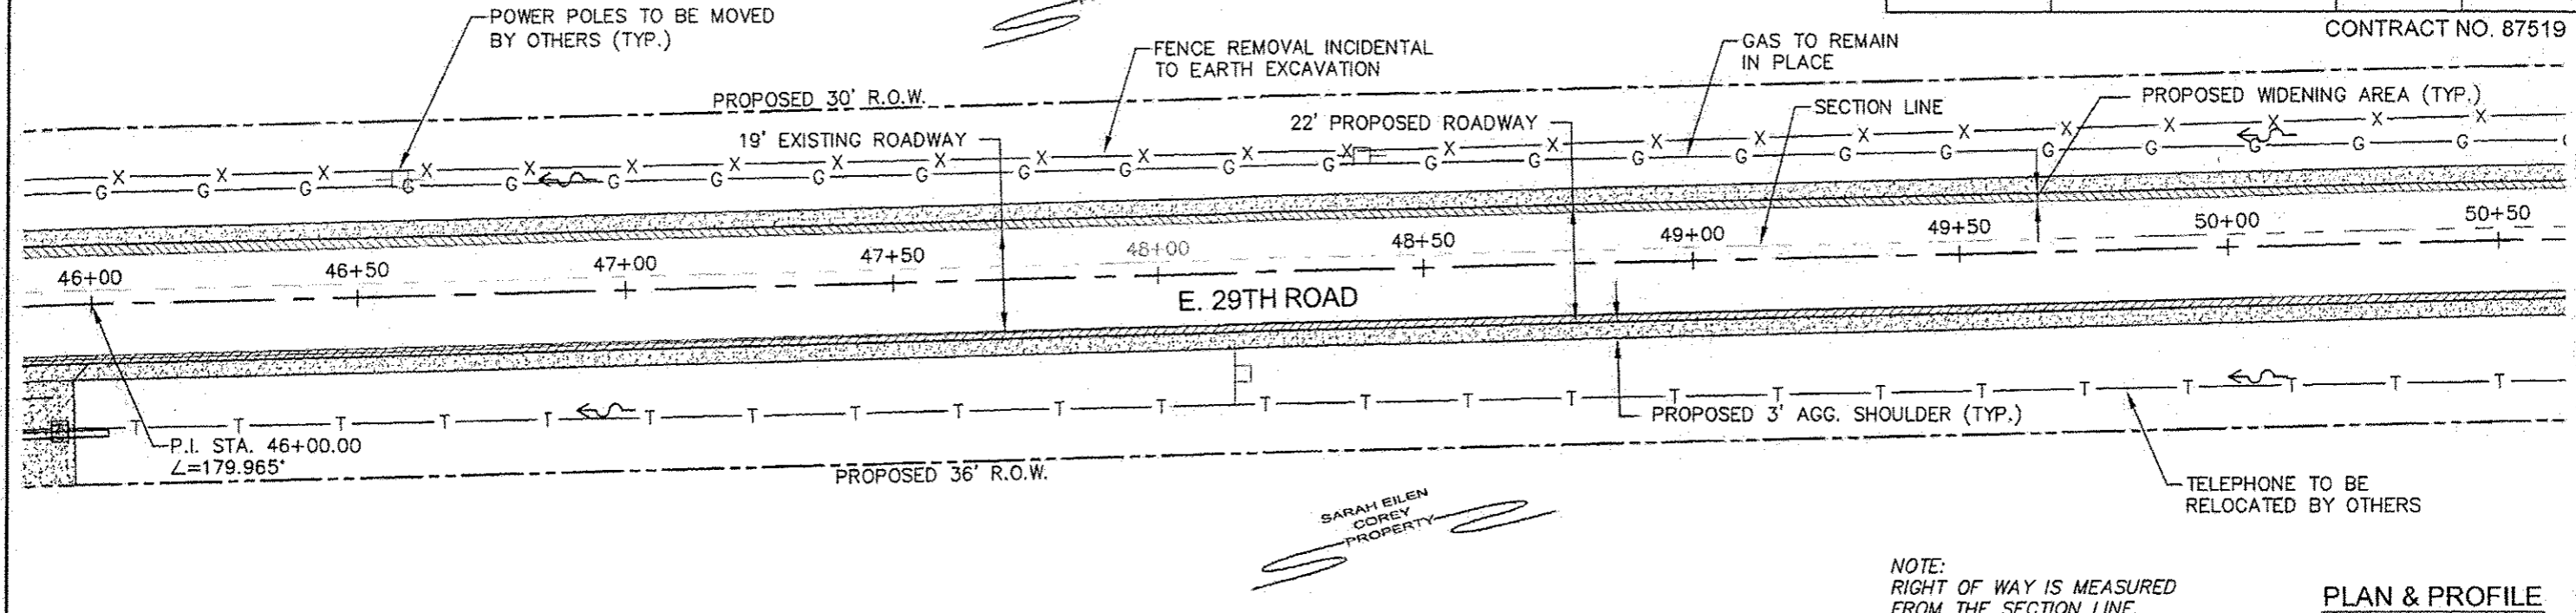 POWER POLES TO BE MOVED
BY OTHERS (TYP.)
CONTRACT NO. 87519
FENCE REMOVAL INCIDENTAL
TO EARTH EXCAVATION
GAS TO REMAIN
IN PLACE
PROPOSED 30' R.O.W.
SECTION LINE
PROPOSED WIDENING AREA (TYP.)
19' EXISTING ROADWAY
22' PROPOSED ROADWAY
X X X X X X X X X X X X X X X X X X X X X X X X
G G G G G G G G G G G G G G G G G G G G G G G
46+00
46+50
47+00
47+50
48+00
48+50
49+00
49+50
50+00
50+50
E. 29TH ROAD
T T T T T T T T T T T T T T T T T T T T T T T T
P.I. STA. 46+00.00
∠=179.965°
PROPOSED 3' AGG. SHOULDER (TYP.)
PROPOSED 36' R.O.W.
TELEPHONE TO BE
RELOCATED BY OTHERS
SARAH EILEN
COREY
PROPERTY
NOTE:
RIGHT OF WAY IS MEASURED
FROM THE SECTION LINE.
PLAN & PROFILE